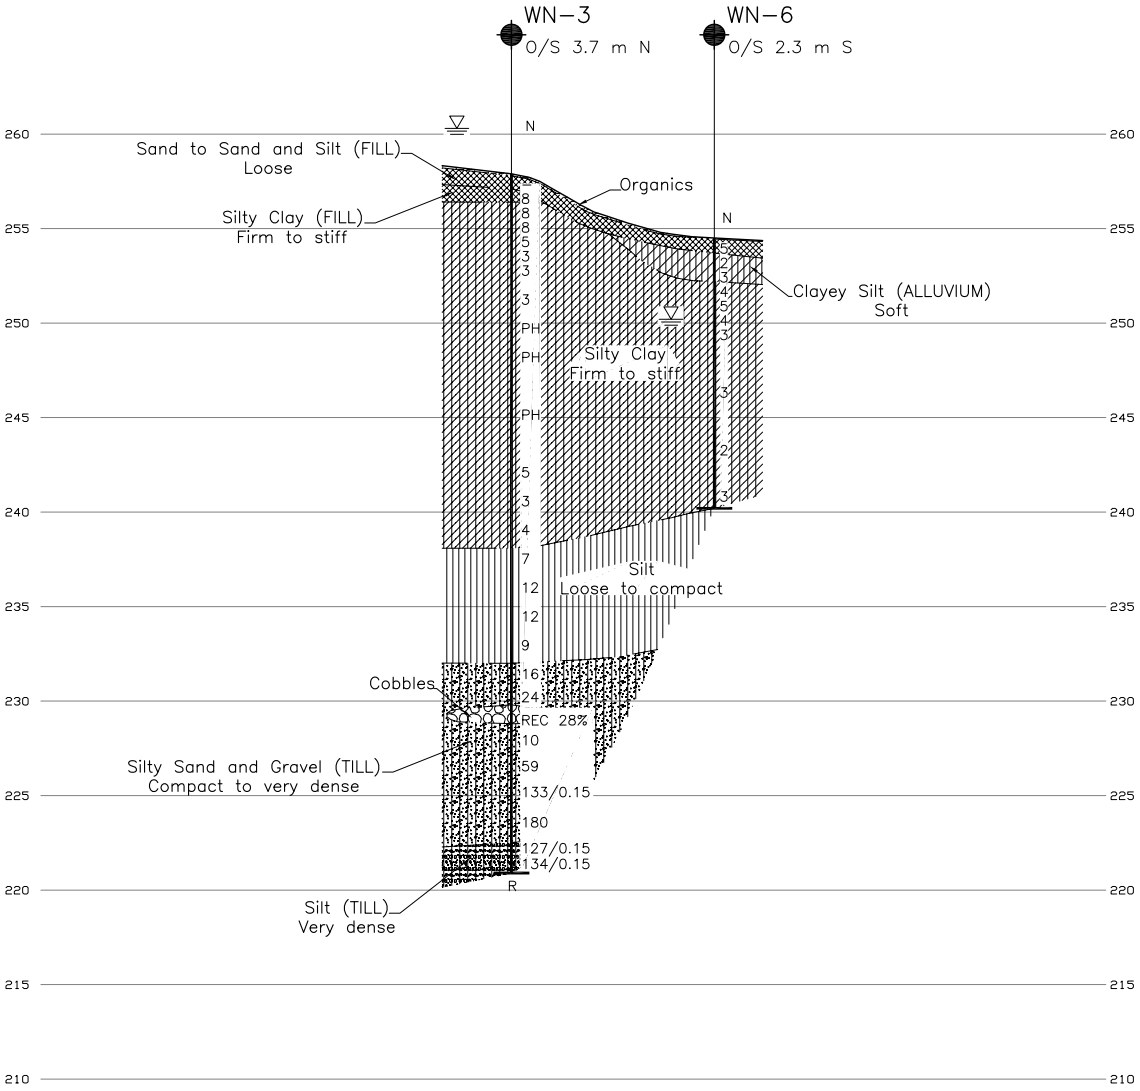 WN-3
O/S 3.7 m N
WN-6
O/S 2.3 m S
N
260
260
Sand to Sand and Silt (FILL)
Loose
Organics
Silty Clay (FILL)
Firm to stiff
N
255
255
8
8
8
5
3
3
3
PH
PH
PH
5
3
4
7
12
12
9
16
24
REC 28%
10
59
133/0.15
180
127/0.15
134/0.15
R
5
2
3
4
5
4
3
3
2
3
Clayey Silt (ALLUVIUM)
Soft
250
250
Silty Clay
Firm to stiff
245
245
240
240
Silt
Loose to compact
235
235
Cobbles
230
230
Silty Sand and Gravel (TILL)
Compact to very dense
225
225
220
220
Silt (TILL)
Very dense
215
215
210
210